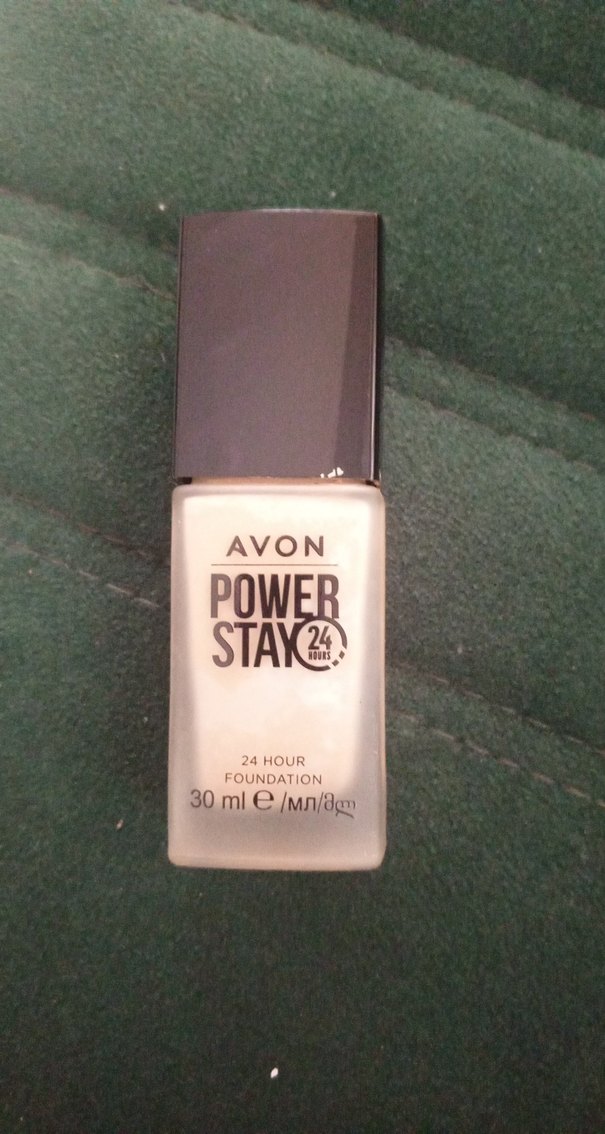 AVON
POWER
STAY 24
HOURS
24 HOUR
FOUNDATION
30 ml e /мл/მლ